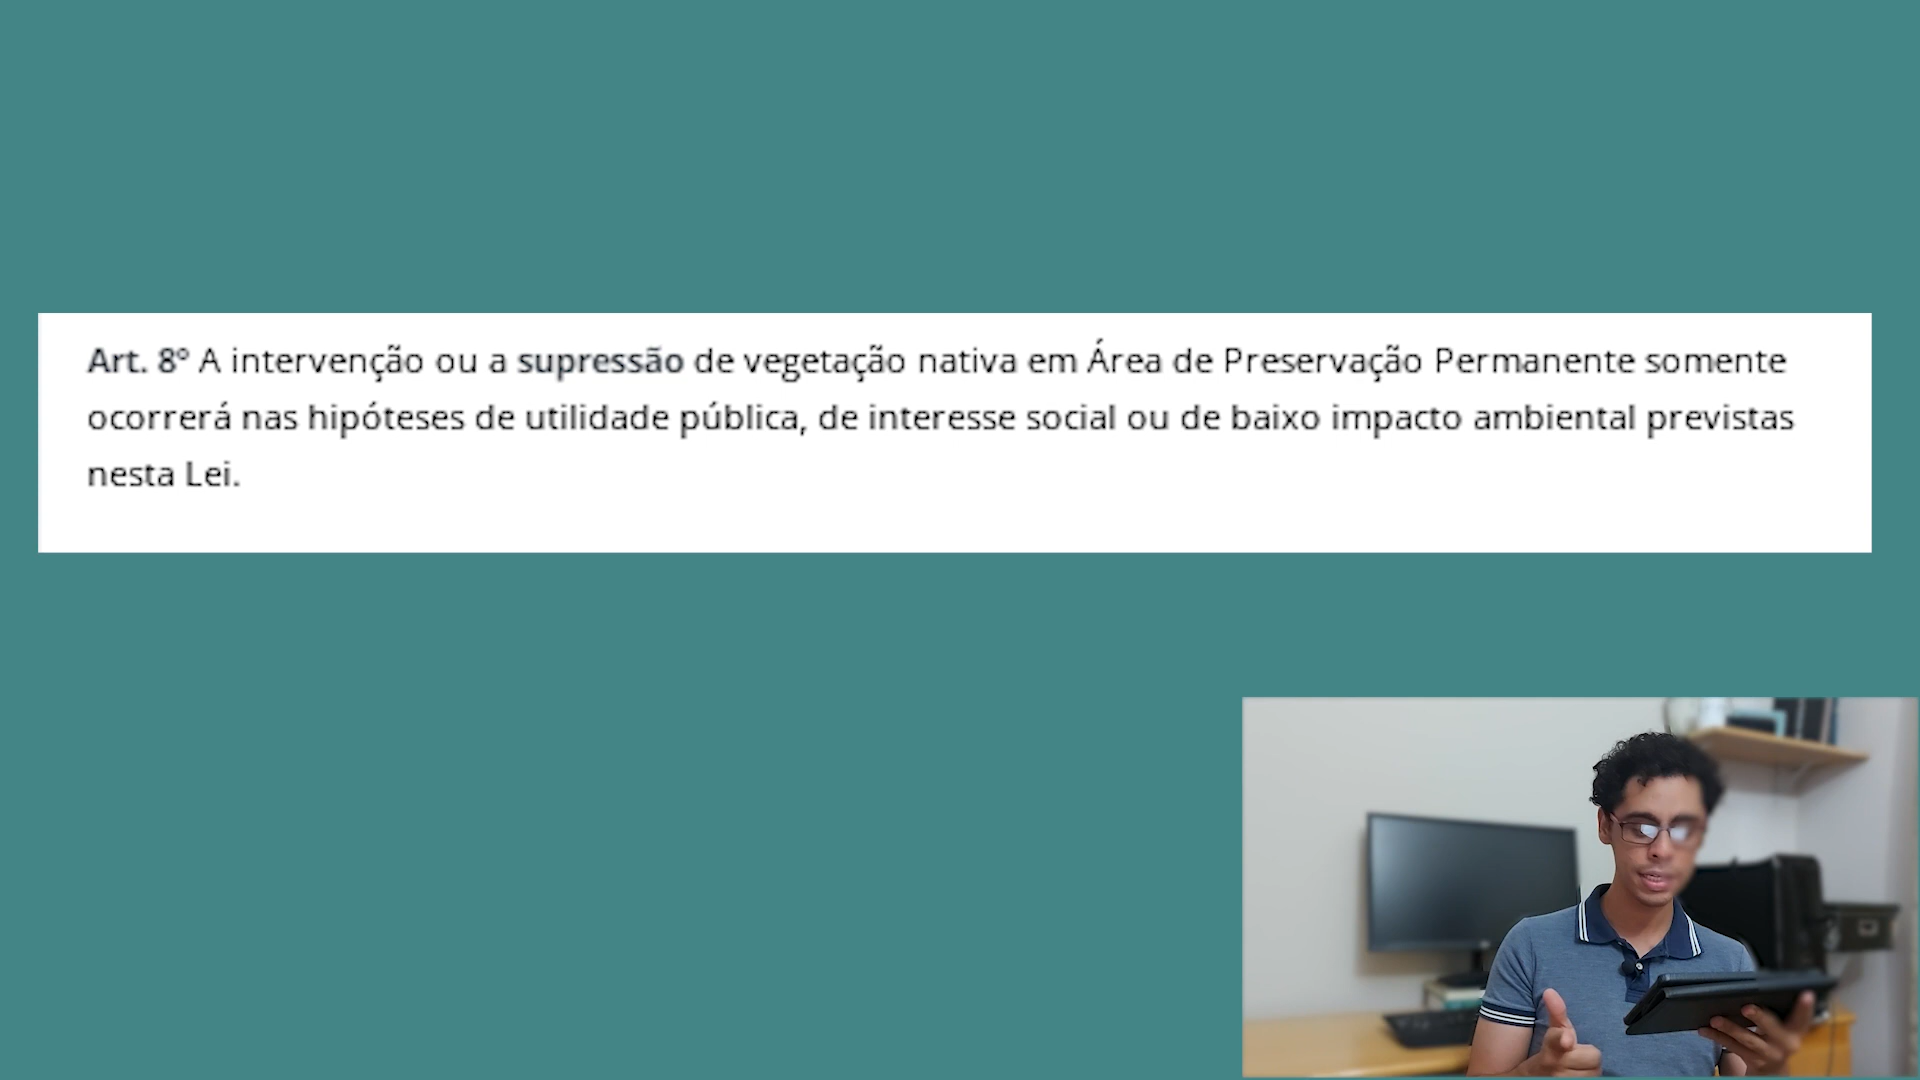 Art. 8º A intervenção ou a supressão de vegetação nativa em Área de Preservação Permanente somente
ocorrerá nas hipóteses de utilidade pública, de interesse social ou de baixo impacto ambiental previstas
nesta Lei.